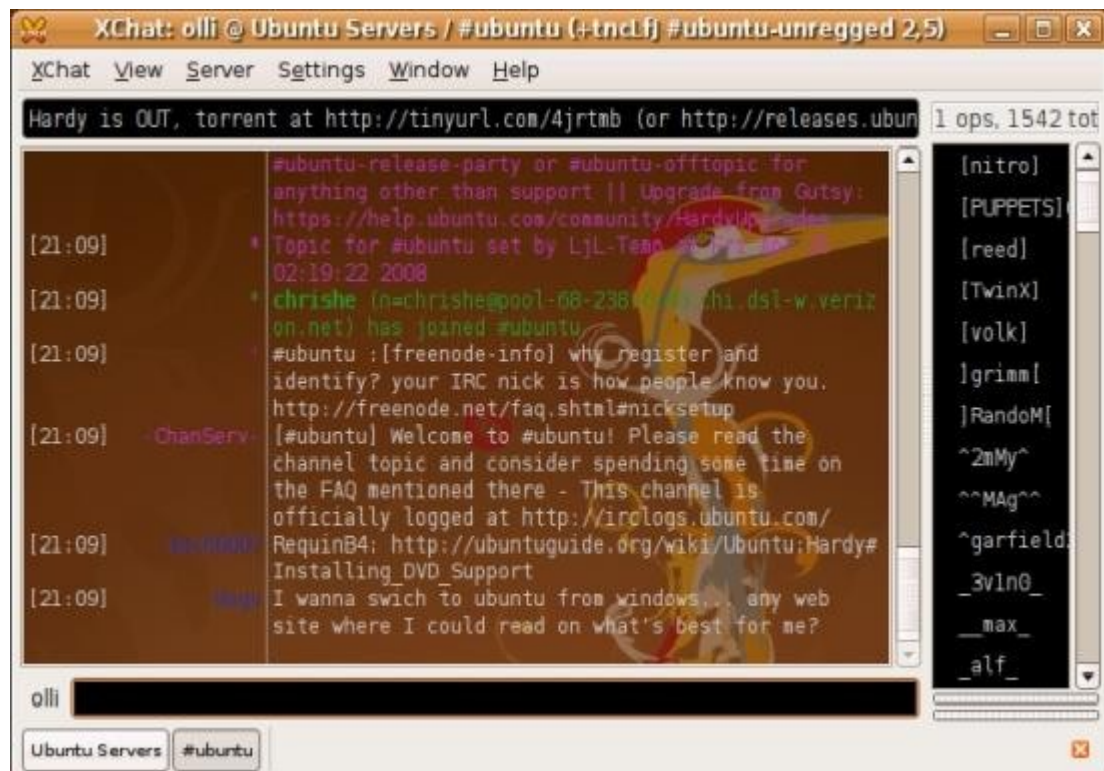 XChat: olli @ Ubuntu Servers / #ubuntu (+tncLfj #ubuntu-unregged 2,5)
XChat View Server Settings Window Help
Hardy is OUT, torrent at http://tinyurl.com/4jrtmb (or http://releases.ubun
1 ops, 1542 tot
#ubuntu-release-party or #ubuntu-offtopic for
anything other than support || Upgrade from Gutsy:
https://help.ubuntu.com/community/HardyUpgrades
[21:09] * Topic for #ubuntu set by LjL-Temp
02:19:22 2008
[21:09] * chrishe (n=chrishe@pool-68-238 chi.dsl-w.veriz
on.net) has joined #ubuntu
[21:09] * #ubuntu :[freenode-info] why register and
identify? your IRC nick is how people know you.
http://freenode.net/faq.shtml#nicksetup
[21:09] -ChanServ- [#ubuntu] Welcome to #ubuntu! Please read the
channel topic and consider spending some time on
the FAQ mentioned there - This channel is
officially logged at http://irclogs.ubuntu.com/
[21:09] RequinB4: http://ubuntuguide.org/wiki/Ubuntu:Hardy#
Installing_DVD_Support
[21:09] I wanna swich to ubuntu from windows... any web
site where I could read on what's best for me?
[nitro]
[PUPPETS]
[reed]
[TwinX]
[volk]
]grimm[
]RandoM[
^2mMy^
^^MAg^^
^garfield
_3v1n0_
__max_
_alf_
olli
Ubuntu Servers #ubuntu